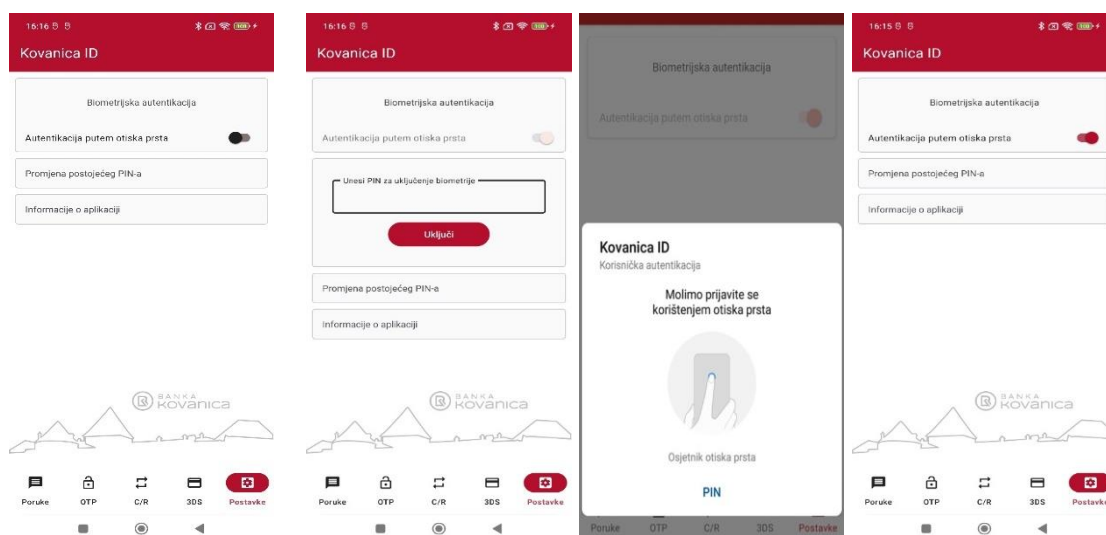 16:16
100
Kovanica ID
Biometrijska autentikacija
Autentikacija putem otiska prsta
Promjena postojećeg PIN-a
Informacije o aplikaciji
BANKA
kovanica
Poruke
OTP
C/R
3DS
Postavke
16:16
100
Kovanica ID
Biometrijska autentikacija
Autentikacija putem otiska prsta
Unesi PIN za uključenje biometrije
Uključi
Promjena postojećeg PIN-a
Informacije o aplikaciji
BANKA
kovanica
Poruke
OTP
C/R
3DS
Postavke
Biometrijska autentikacija
Autentikacija putem otiska prsta
Kovanica ID
Korisnička autentikacija
Molimo prijavite se
korištenjem otiska prsta
Osjetnik otiska prsta
PIN
Poruke
OTP
C/R
3DS
Postavke
16:15
100
Kovanica ID
Biometrijska autentikacija
Autentikacija putem otiska prsta
Promjena postojećeg PIN-a
Informacije o aplikaciji
BANKA
kovanica
Poruke
OTP
C/R
3DS
Postavke